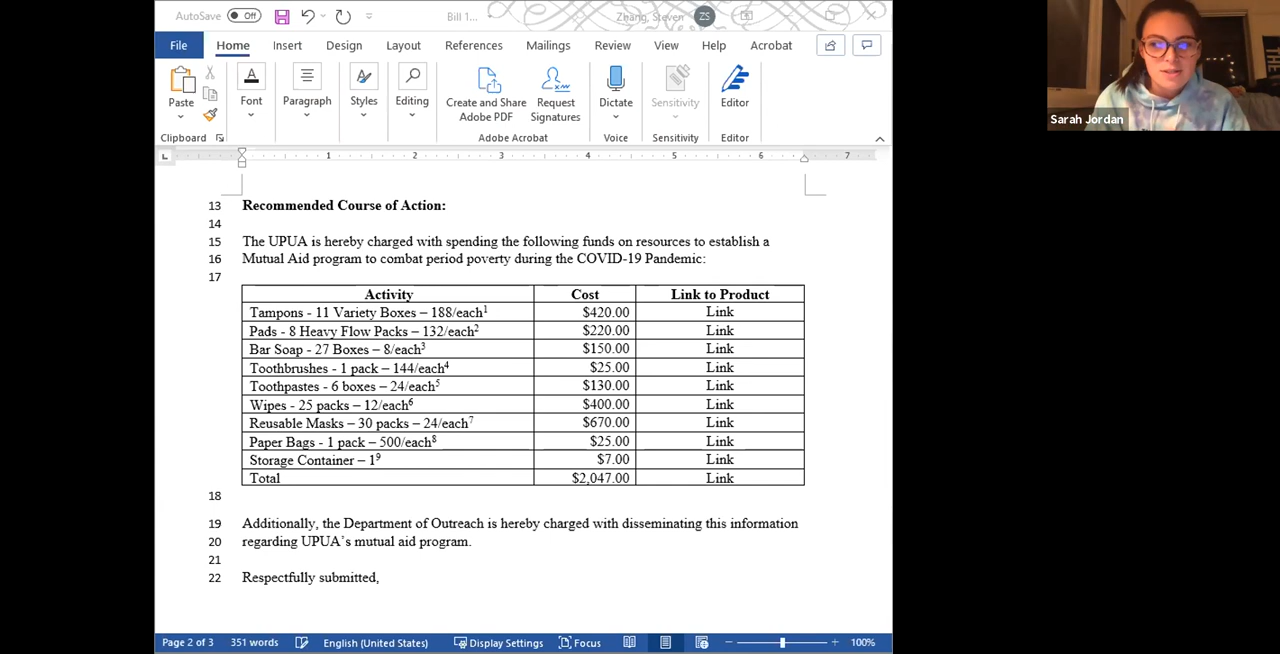 AutoSave Off Bill 1... Zhang, Steven ZS
File Home Insert Design Layout References Mailings Review View Help Acrobat
Paste Font Paragraph Styles Editing Create and Share Adobe PDF Request Signatures Dictate Sensitivity Editor
Clipboard Adobe Acrobat Voice Sensitivity Editor
1 2 3 4 5 6 7
Sarah Jordan
13 Recommended Course of Action:
14
15 The UPUA is hereby charged with spending the following funds on resources to establish a
16 Mutual Aid program to combat period poverty during the COVID-19 Pandemic:
17
Activity Cost Link to Product
Tampons - 11 Variety Boxes – 188/each¹ $420.00 Link
Pads - 8 Heavy Flow Packs – 132/each² $220.00 Link
Bar Soap - 27 Boxes – 8/each³ $150.00 Link
Toothbrushes - 1 pack – 144/each⁴ $25.00 Link
Toothpastes - 6 boxes – 24/each⁵ $130.00 Link
Wipes - 25 packs – 12/each⁶ $400.00 Link
Reusable Masks – 30 packs – 24/each⁷ $670.00 Link
Paper Bags - 1 pack – 500/each⁸ $25.00 Link
Storage Container – 1⁹ $7.00 Link
Total $2,047.00 Link
18
19 Additionally, the Department of Outreach is hereby charged with disseminating this information
20 regarding UPUA's mutual aid program.
21
22 Respectfully submitted,
Page 2 of 3 351 words English (United States) Display Settings Focus 100%